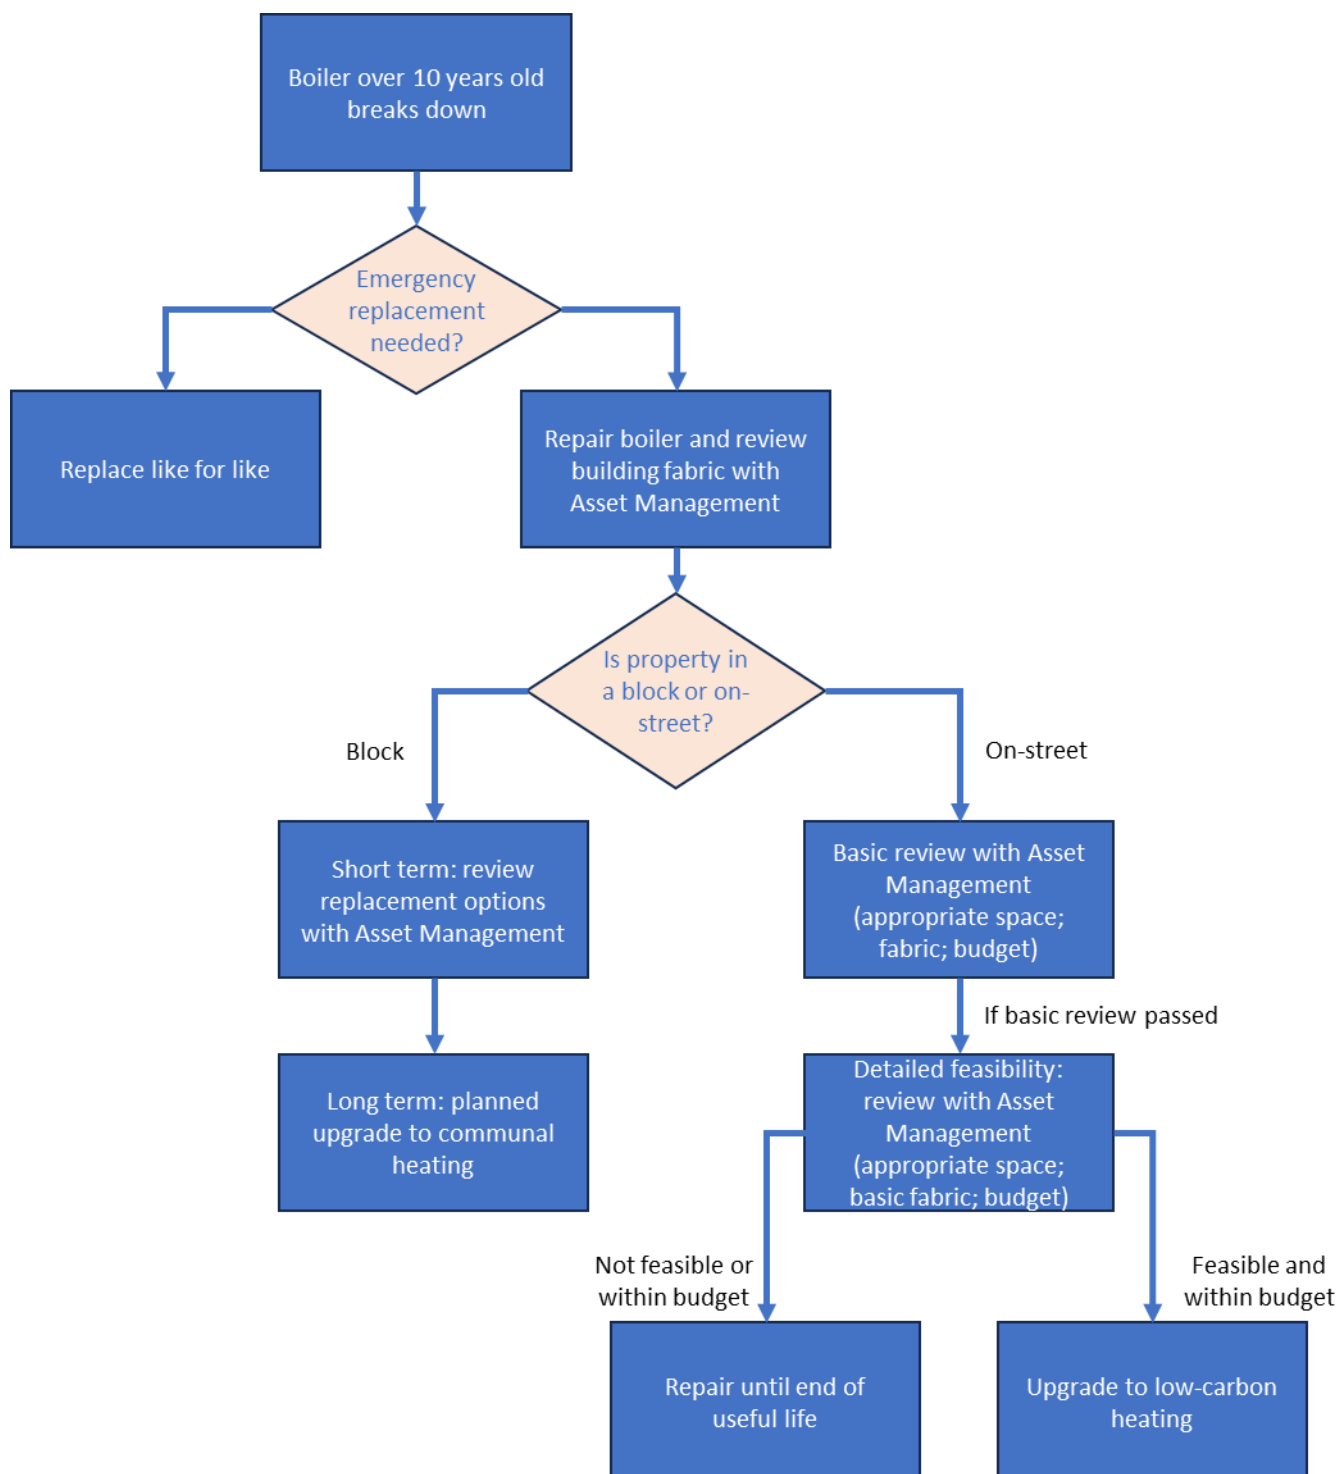 Boiler over 10 years old
breaks down
Emergency
replacement
needed?
Replace like for like
Repair boiler and review
building fabric with
Asset Management
Is property in
a block or on-
street?
Block
On-street
Short term: review
replacement options
with Asset Management
Basic review with Asset
Management
(appropriate space;
fabric; budget)
If basic review passed
Long term: planned
upgrade to communal
heating
Detailed feasibility:
review with Asset
Management
(appropriate space;
basic fabric; budget)
Not feasible or
within budget
Feasible and
within budget
Repair until end of
useful life
Upgrade to low-carbon
heating